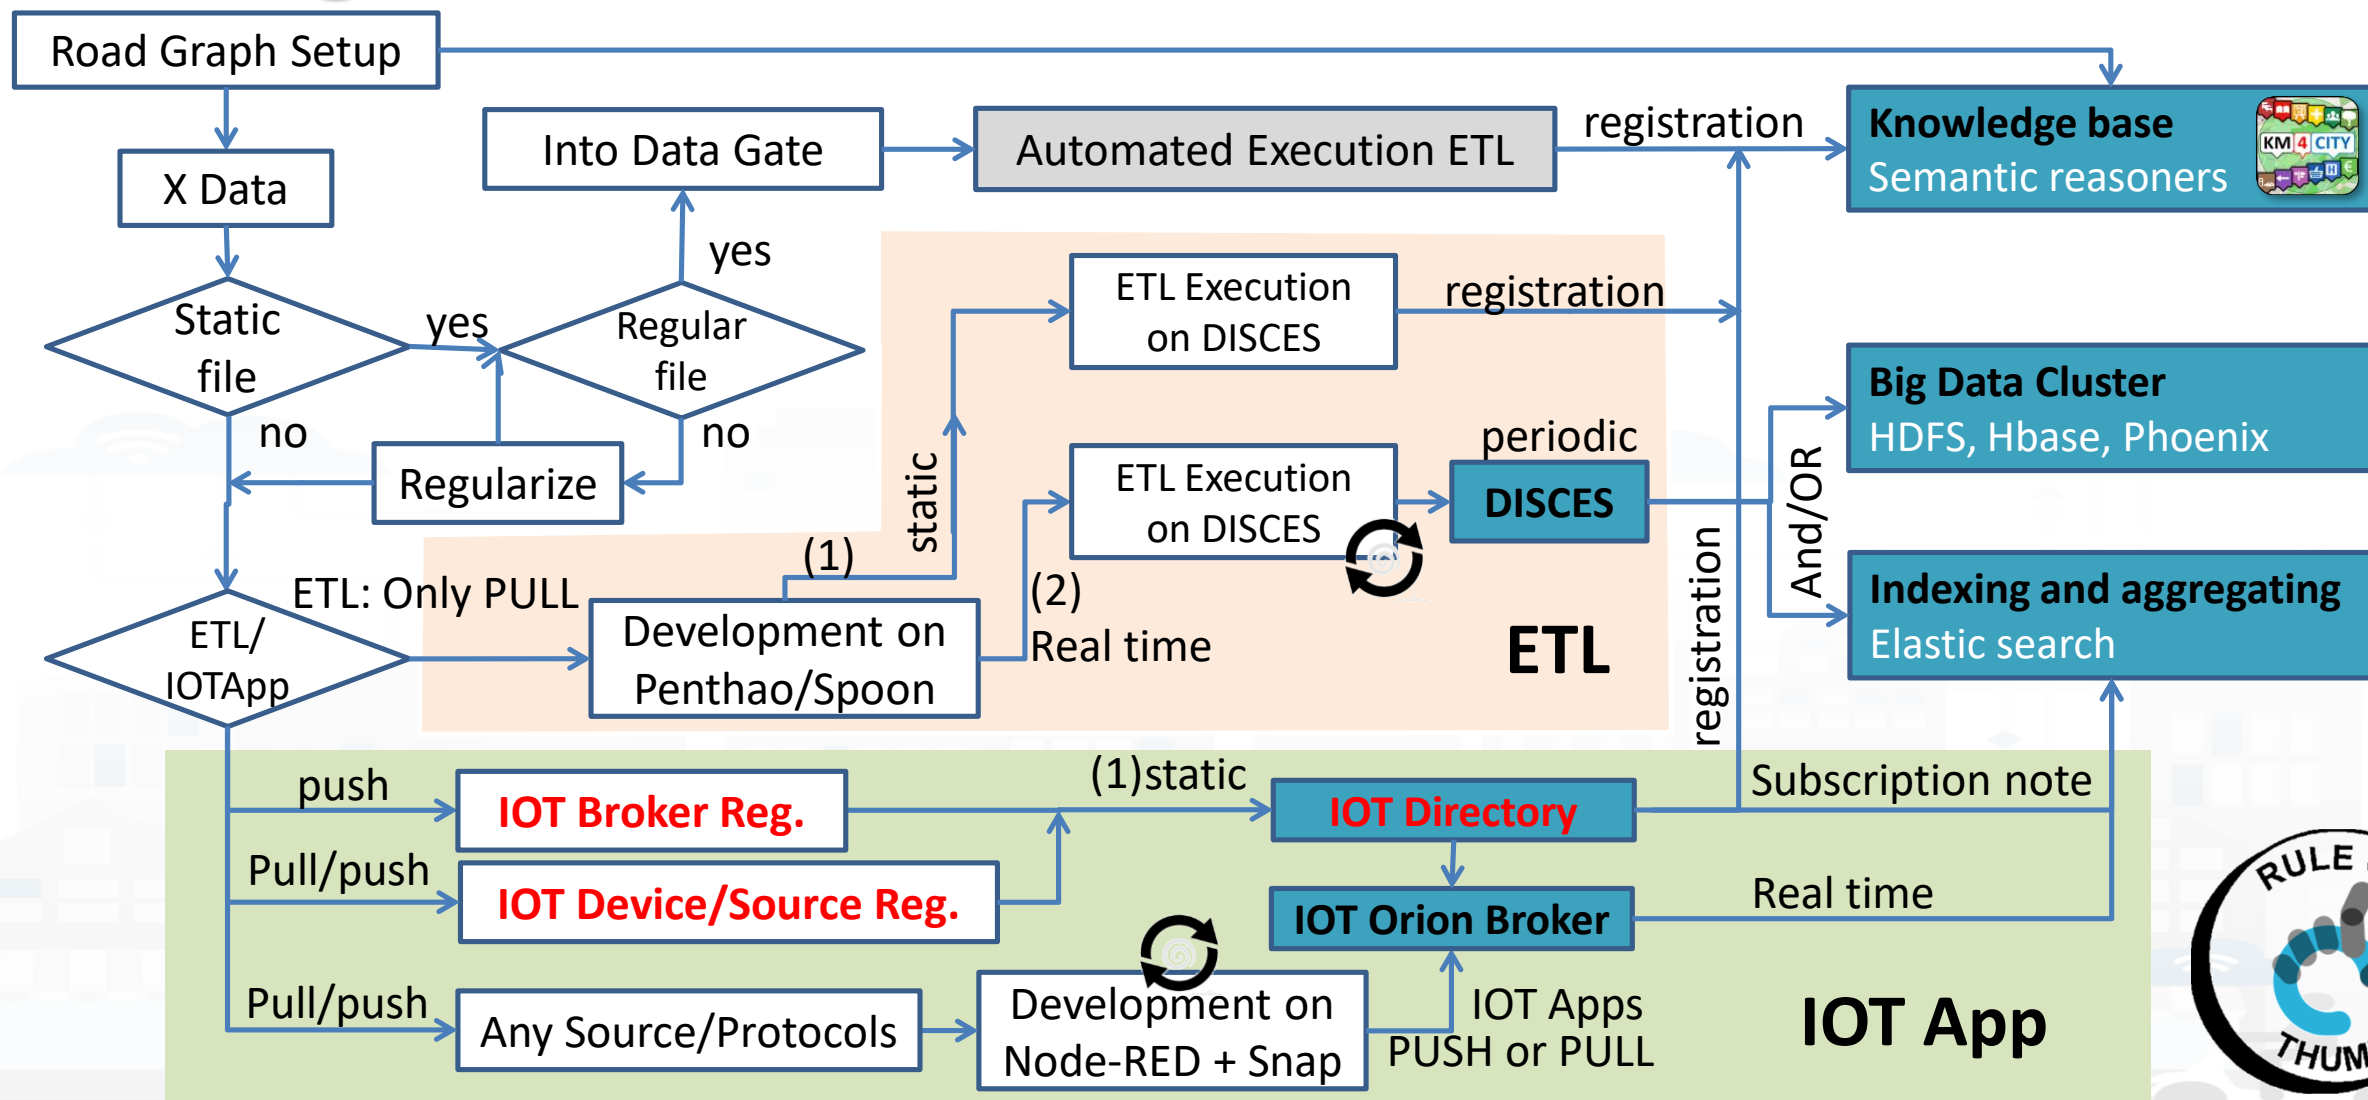 Road Graph Setup
X Data
Into Data Gate
Automated Execution ETL
registration
Knowledge base
Semantic reasoners
KM 4 CITY
Static
file
yes
Regular
file
yes
no
no
Regularize
ETL Execution
on DISCES
registration
static
ETL Execution
on DISCES
periodic
DISCES
Big Data Cluster
HDFS, Hbase, Phoenix
And/OR
Indexing and aggregating
Elastic search
registration
ETL: Only PULL
ETL/
IOTApp
(1)
Development on
Penthao/Spoon
(2)
Real time
ETL
push
IOT Broker Reg.
(1)static
IOT Directory
Subscription note
Pull/push
IOT Device/Source Reg.
IOT Orion Broker
Real time
Pull/push
Any Source/Protocols
Development on
Node-RED + Snap
IOT Apps
PUSH or PULL
IOT App
RULE
THUM